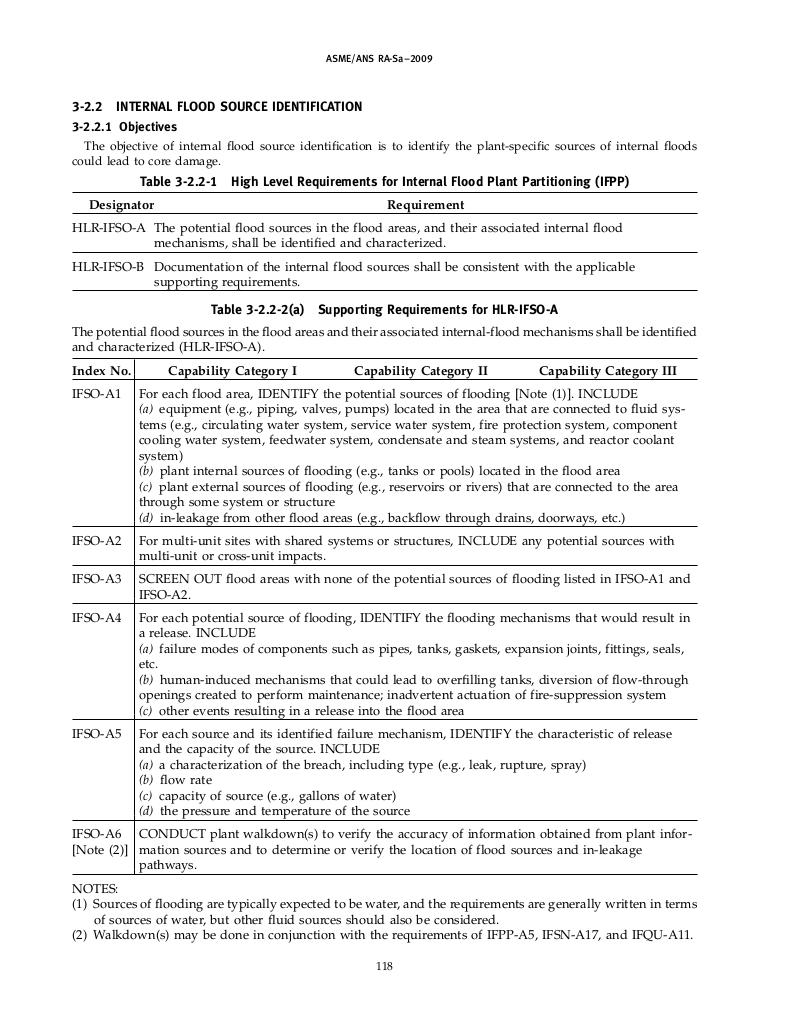 ASME/ANS RA-Sa–2009
3-2.2 INTERNAL FLOOD SOURCE IDENTIFICATION
3-2.2.1 Objectives
The objective of internal flood source identification is to identify the plant-specific sources of internal floods
could lead to core damage.
Table 3-2.2-1 High Level Requirements for Internal Flood Plant Partitioning (IFPP)
Designator Requirement
HLR-IFSO-A The potential flood sources in the flood areas, and their associated internal flood
mechanisms, shall be identified and characterized.
HLR-IFSO-B Documentation of the internal flood sources shall be consistent with the applicable
supporting requirements.
Table 3-2.2-2(a) Supporting Requirements for HLR-IFSO-A
The potential flood sources in the flood areas and their associated internal-flood mechanisms shall be identified
and characterized (HLR-IFSO-A).
Index No. Capability Category I Capability Category II Capability Category III
IFSO-A1 For each flood area, IDENTIFY the potential sources of flooding [Note (1)]. INCLUDE
(a) equipment (e.g., piping, valves, pumps) located in the area that are connected to fluid sys-
tems (e.g., circulating water system, service water system, fire protection system, component
cooling water system, feedwater system, condensate and steam systems, and reactor coolant
system)
(b) plant internal sources of flooding (e.g., tanks or pools) located in the flood area
(c) plant external sources of flooding (e.g., reservoirs or rivers) that are connected to the area
through some system or structure
(d) in-leakage from other flood areas (e.g., backflow through drains, doorways, etc.)
IFSO-A2 For multi-unit sites with shared systems or structures, INCLUDE any potential sources with
multi-unit or cross-unit impacts.
IFSO-A3 SCREEN OUT flood areas with none of the potential sources of flooding listed in IFSO-A1 and
IFSO-A2.
IFSO-A4 For each potential source of flooding, IDENTIFY the flooding mechanisms that would result in
a release. INCLUDE
(a) failure modes of components such as pipes, tanks, gaskets, expansion joints, fittings, seals,
etc.
(b) human-induced mechanisms that could lead to overfilling tanks, diversion of flow-through
openings created to perform maintenance; inadvertent actuation of fire-suppression system
(c) other events resulting in a release into the flood area
IFSO-A5 For each source and its identified failure mechanism, IDENTIFY the characteristic of release
and the capacity of the source. INCLUDE
(a) a characterization of the breach, including type (e.g., leak, rupture, spray)
(b) flow rate
(c) capacity of source (e.g., gallons of water)
(d) the pressure and temperature of the source
IFSO-A6 CONDUCT plant walkdown(s) to verify the accuracy of information obtained from plant infor-
[Note (2)] mation sources and to determine or verify the location of flood sources and in-leakage
pathways.
NOTES:
(1) Sources of flooding are typically expected to be water, and the requirements are generally written in terms
of sources of water, but other fluid sources should also be considered.
(2) Walkdown(s) may be done in conjunction with the requirements of IFPP-A5, IFSN-A17, and IFQU-A11.
118